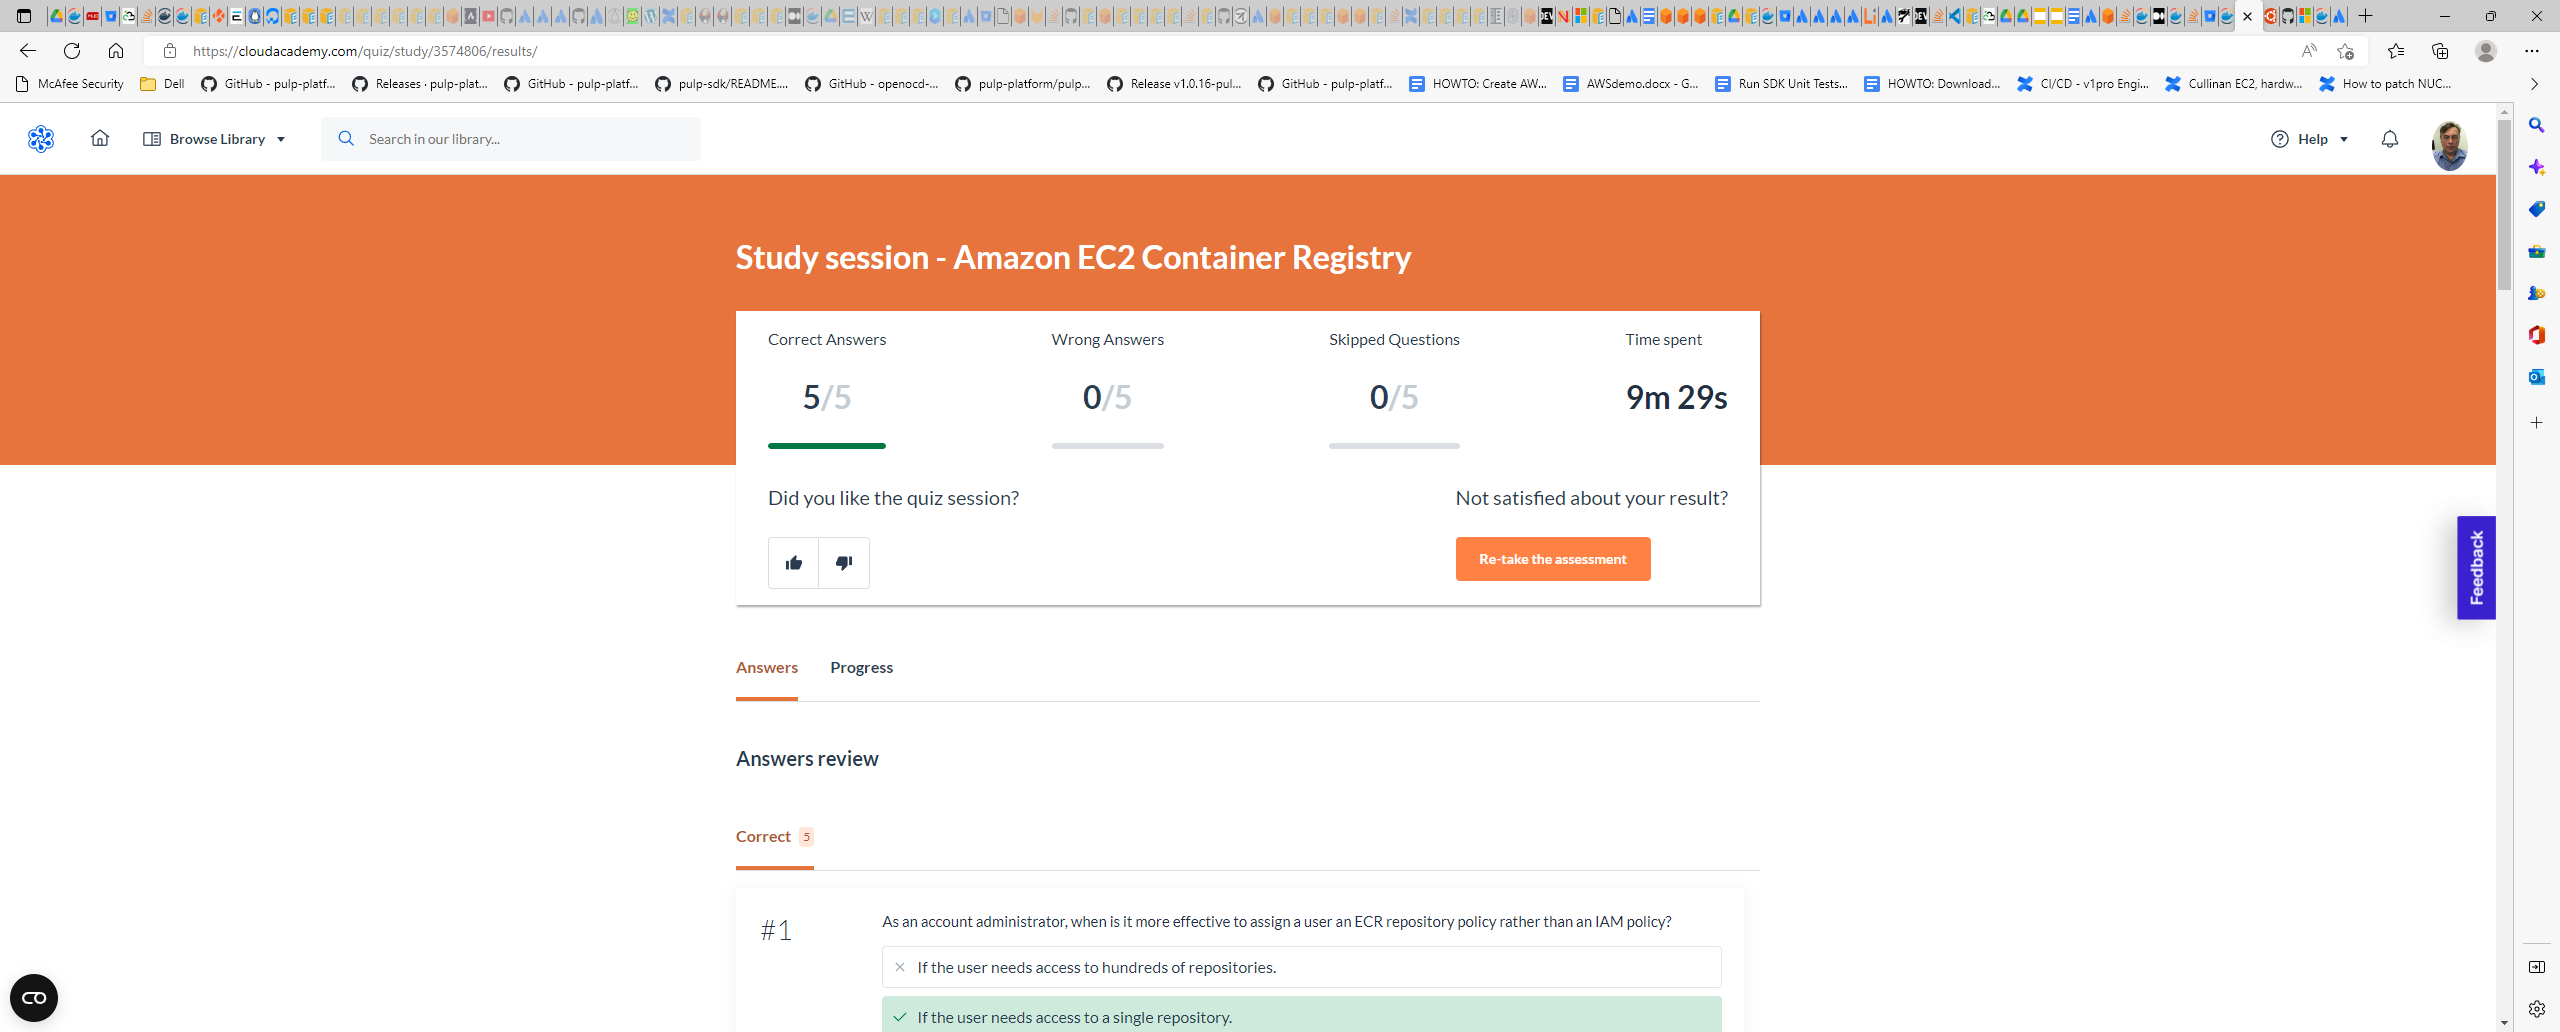 https://cloudacademy.com/quiz/study/3574806/results/
McAfee Security
Dell
GitHub - pulp-platf...
Releases · pulp-plat...
GitHub - pulp-platf...
pulp-sdk/README....
GitHub - openocd-...
pulp-platform/pulp...
Release v1.0.16-pul...
GitHub - pulp-platf...
HOWTO: Create AW...
AWSdemo.docx - G...
Run SDK Unit Tests...
HOWTO: Download...
CI/CD - v1pro Engi...
Cullinan EC2, hardw...
How to patch NUC...
Browse Library
Search in our library...
Help
Study session - Amazon EC2 Container Registry
Correct Answers
Wrong Answers
Skipped Questions
Time spent
5/5
0/5
0/5
9m 29s
Did you like the quiz session?
Not satisfied about your result?
Re-take the assessment
Feedback
Answers
Progress
Answers review
Correct 5
#1
As an account administrator, when is it more effective to assign a user an ECR repository policy rather than an IAM policy?
If the user needs access to hundreds of repositories.
If the user needs access to a single repository.